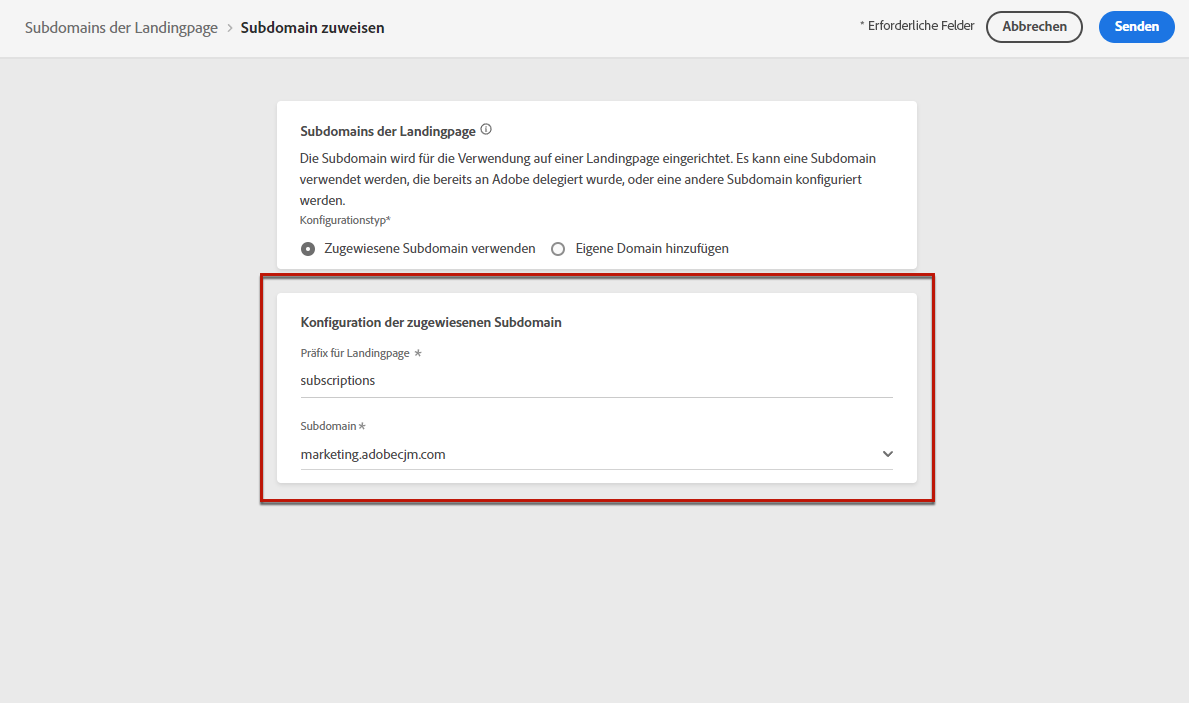 Subdomains der Landingpage > Subdomain zuweisen
* Erforderliche Felder
Abbrechen
Senden
Subdomains der Landingpage
Die Subdomain wird für die Verwendung auf einer Landingpage eingerichtet. Es kann eine Subdomain
verwendet werden, die bereits an Adobe delegiert wurde, oder eine andere Subdomain konfiguriert
werden.
Konfigurationstyp*
Zugewiesene Subdomain verwenden
Eigene Domain hinzufügen
Konfiguration der zugewiesenen Subdomain
Präfix für Landingpage *
subscriptions
Subdomain *
marketing.adobecjm.com